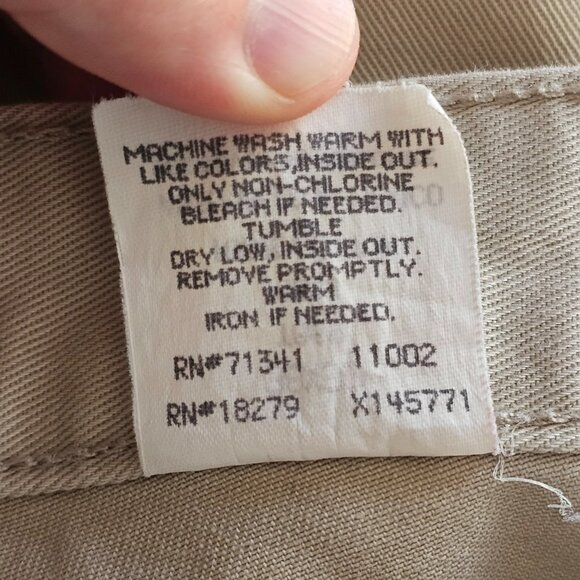 MACHINE WASH WARM WITH
LIKE COLORS,INSIDE OUT.
ONLY NON-CHLORINE
BLEACH IF NEEDED.
TUMBLE
DRY LOW, INSIDE OUT.
REMOVE PROMPTLY.
WARM
IRON IF NEEDED.
RN#71341 11002
RN#18279 X145771